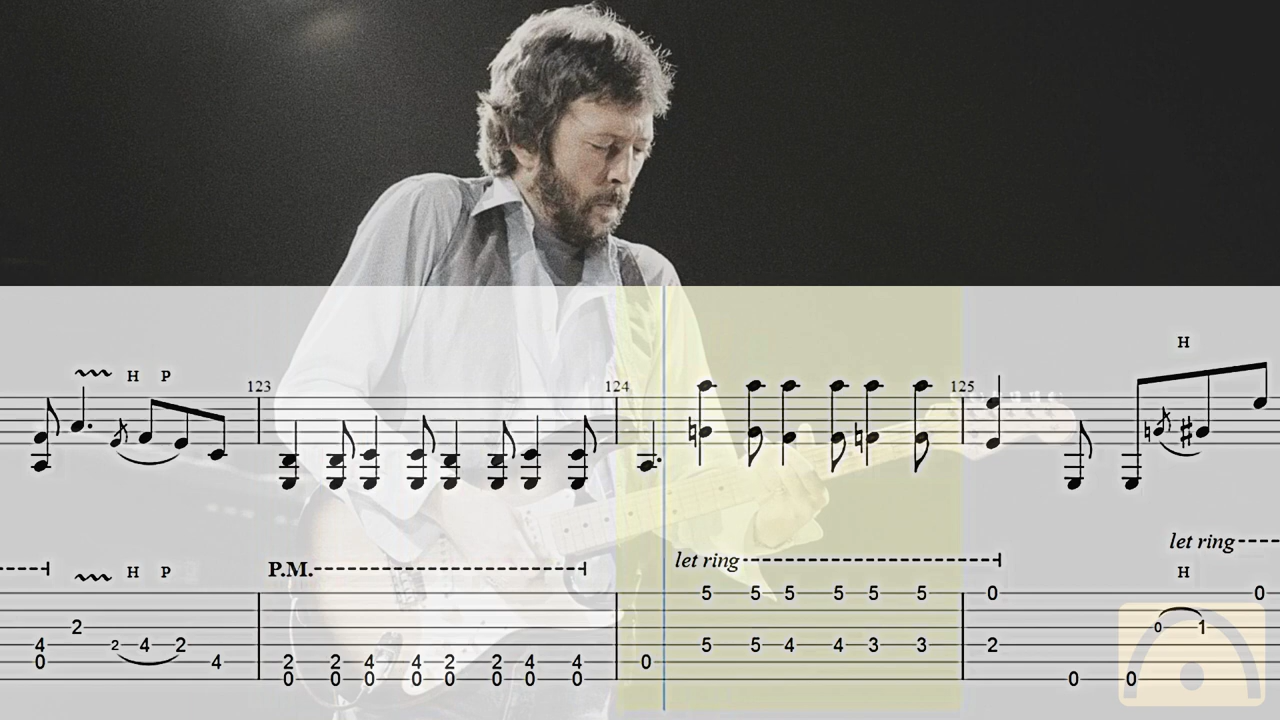 H
H P
123 124 125
let ring
let ring
P.M.
H P
H
5 5 5 5 5 5 0 0
2 0 1
4 2 4 2 5 5 4 4 3 3 2
0 4 2 2 4 4 2 2 4 4 0
0 0 0 0 0 0 0 0 0 0